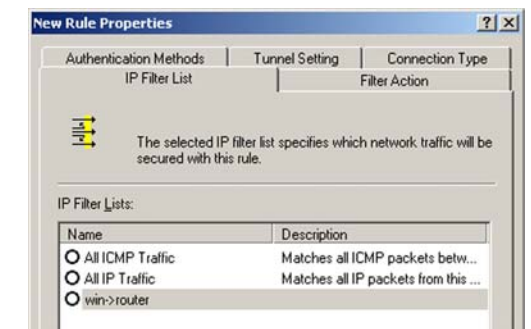 New Rule Properties
Authentication Methods Tunnel Setting Connection Type
IP Filter List Filter Action
The selected IP filter list specifies which network traffic will be
secured with this rule.
IP Filter Lists:
Name Description
All ICMP Traffic Matches all ICMP packets betw...
All IP Traffic Matches all IP packets from this ...
win->router